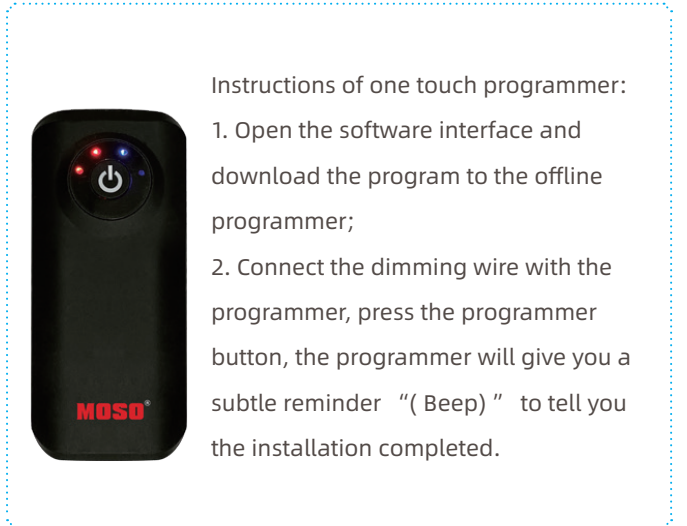 Instructions of one touch programmer:
1. Open the software interface and
download the program to the offline
programmer;
2. Connect the dimming wire with the
programmer, press the programmer
button, the programmer will give you a
subtle reminder “( Beep) ” to tell you
the installation completed.
MOSO®